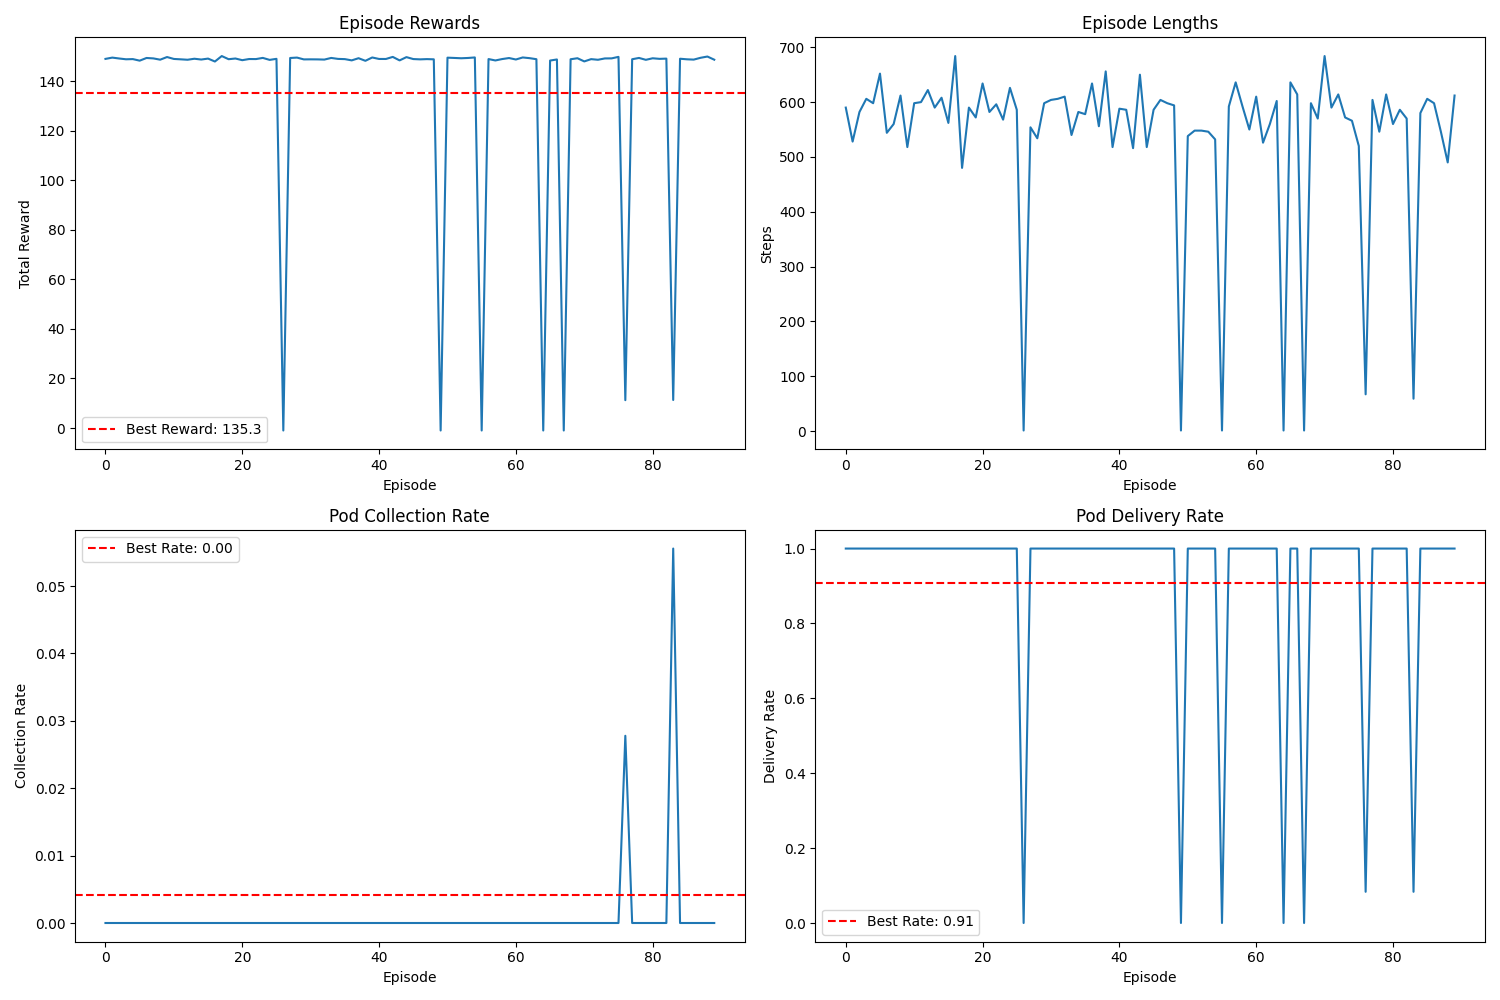 Episode Rewards
Total Reward
140
120
100
80
60
40
20
0
Best Reward: 135.3
0 20 40 60 80
Episode
Episode Lengths
Steps
700
600
500
400
300
200
100
0
0 20 40 60 80
Episode
Pod Collection Rate
Best Rate: 0.00
Collection Rate
0.05
0.04
0.03
0.02
0.01
0.00
0 20 40 60 80
Episode
Pod Delivery Rate
Delivery Rate
1.0
0.8
0.6
0.4
0.2
0.0
Best Rate: 0.91
0 20 40 60 80
Episode